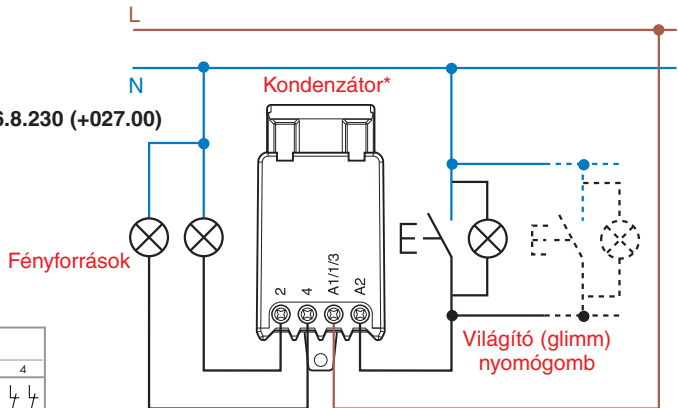 L
N
Kondenzátor*
6.8.230 (+027.00)
Fényforrások
2
4
A1/1/3
A2
Világító (glimm)
nyomógomb
4